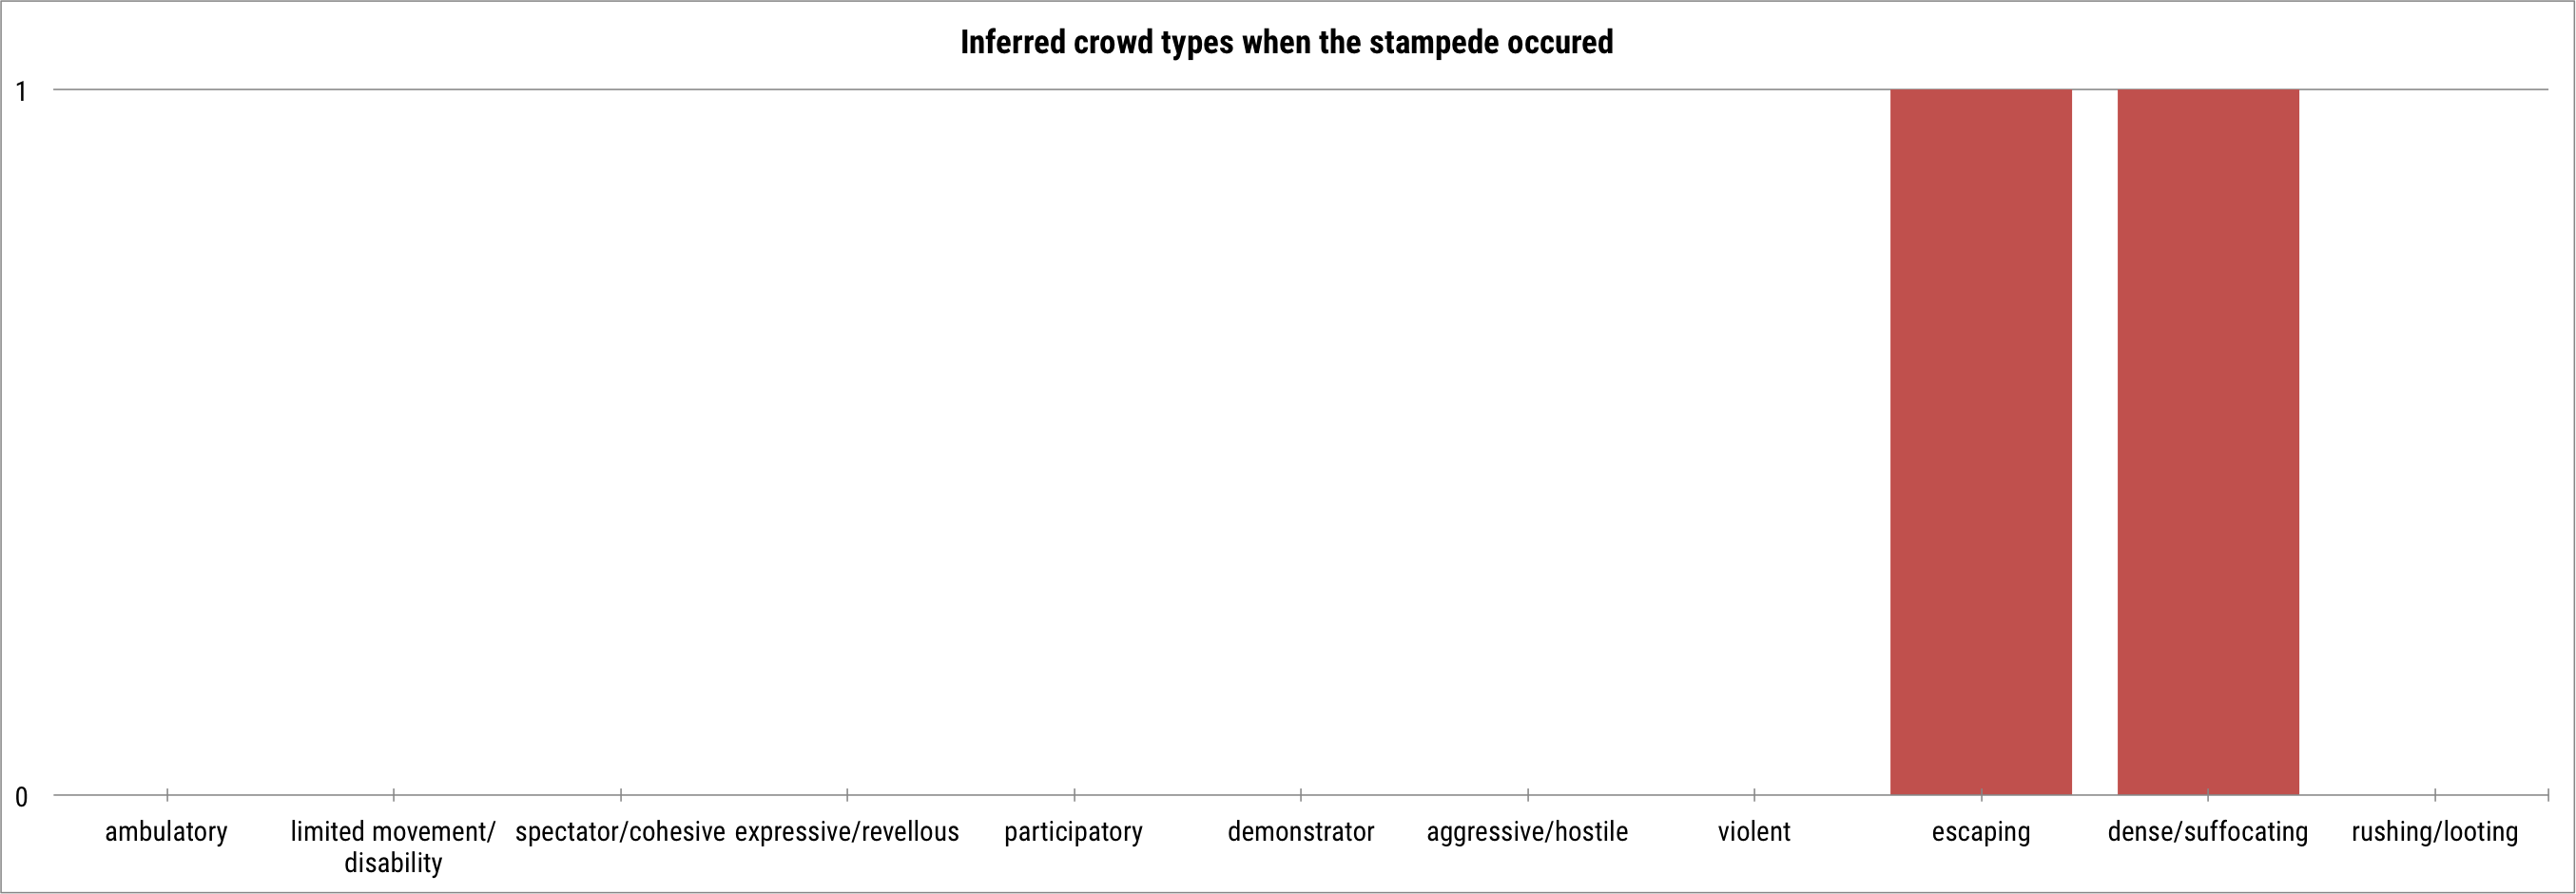 Inferred crowd types when the stampede occured
1
0
ambulatory
limited movement/
disability
spectator/cohesive
expressive/revellous
participatory
demonstrator
aggressive/hostile
violent
escaping
dense/suffocating
rushing/looting